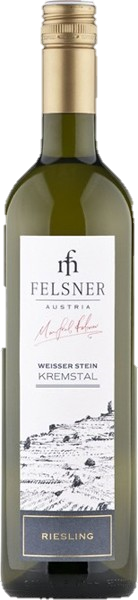 FELSNER
AUSTRIA
WEISSER STEIN
KREMSTAL
RIESLING